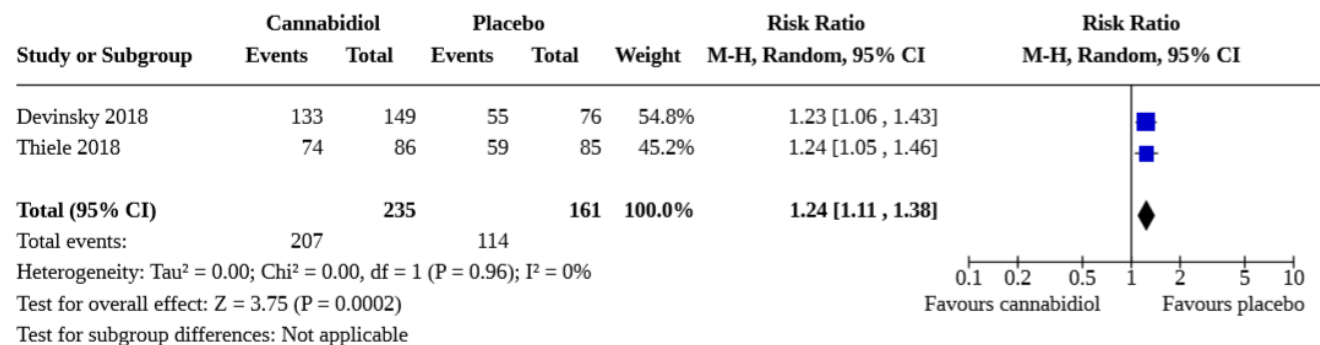 Cannabidiol Placebo Risk Ratio Risk Ratio
Study or Subgroup Events Total Events Total Weight M-H, Random, 95% CI M-H, Random, 95% CI
Devinsky 2018 133 149 55 76 54.8% 1.23 [1.06 , 1.43]
Thiele 2018 74 86 59 85 45.2% 1.24 [1.05 , 1.46]
Total (95% CI) 235 161 100.0% 1.24 [1.11 , 1.38]
Total events: 207 114
Heterogeneity: Tau² = 0.00; Chi² = 0.00, df = 1 (P = 0.96); I² = 0%
0.1 0.2 0.5 1 2 5 10
Test for overall effect: Z = 3.75 (P = 0.0002) Favours cannabidiol Favours placebo
Test for subgroup differences: Not applicable